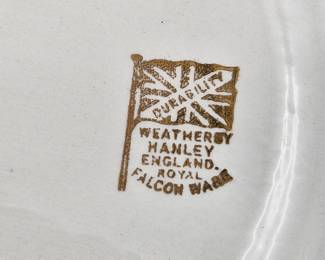 DURABILITY
WEATHERBY
HANLEY
ENGLAND.
ROYAL
FALCON WARE